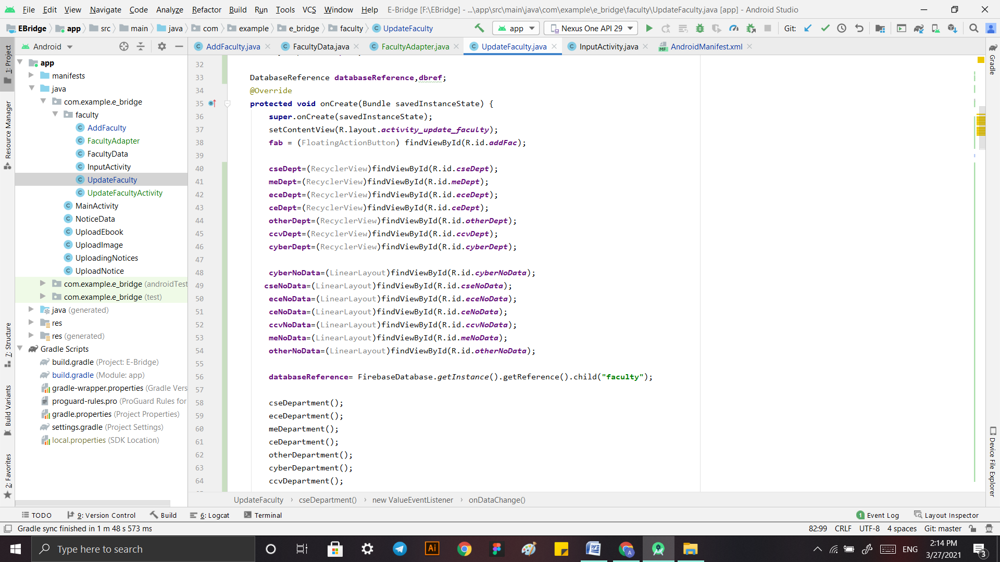 File Edit View Navigate Code Analyze Refactor Build Run Tools VCS Window Help E-Bridge [F:\EBridge] - ...\app\src\main\java\com\example\e_bridge\faculty\UpdateFaculty.java [app] - Android Studio
EBridge app src main java com example e_bridge faculty UpdateFaculty app Nexus One API 29 Git:
Android AddFaculty.java FacultyData.java FacultyAdapter.java UpdateFaculty.java InputActivity.java AndroidManifest.xml
1: Project
Resource Manager
7: Structure
Build Variants
2: Favorites
app
manifests
java
com.example.e_bridge
faculty
AddFaculty
FacultyAdapter
FacultyData
InputActivity
UpdateFaculty
UpdateFacultyActivity
MainActivity
NoticeData
UploadEbook
UploadImage
UploadingNotices
UploadNotice
com.example.e_bridge (androidTest
com.example.e_bridge (test)
java (generated)
res
res (generated)
Gradle Scripts
build.gradle (Project: E-Bridge)
build.gradle (Module: app)
gradle-wrapper.properties (Gradle Vers
proguard-rules.pro (ProGuard Rules for
gradle.properties (Project Properties)
settings.gradle (Project Settings)
local.properties (SDK Location)
32
33 DatabaseReference databaseReference,dbref;
34 @Override
35 protected void onCreate(Bundle savedInstanceState) {
36 super.onCreate(savedInstanceState);
37 setContentView(R.layout.activity_update_faculty);
38 fab = (FloatingActionButton) findViewById(R.id.addFac);
39
40 cseDept=(RecyclerView)findViewById(R.id.cseDept);
41 meDept=(RecyclerView)findViewById(R.id.meDept);
42 eceDept=(RecyclerView)findViewById(R.id.eceDept);
43 ceDept=(RecyclerView)findViewById(R.id.ceDept);
44 otherDept=(RecyclerView)findViewById(R.id.otherDept);
45 ccvDept=(RecyclerView)findViewById(R.id.ccvDept);
46 cyberDept=(RecyclerView)findViewById(R.id.cyberDept);
47
48 cyberNoData=(LinearLayout)findViewById(R.id.cyberNoData);
49 cseNoData=(LinearLayout)findViewById(R.id.cseNoData);
50 eceNoData=(LinearLayout)findViewById(R.id.eceNoData);
51 ceNoData=(LinearLayout)findViewById(R.id.ceNoData);
52 ccvNoData=(LinearLayout)findViewById(R.id.ccvNoData);
53 meNoData=(LinearLayout)findViewById(R.id.meNoData);
54 otherNoData=(LinearLayout)findViewById(R.id.otherNoData);
55
56 databaseReference= FirebaseDatabase.getInstance().getReference().child("faculty");
57
58 cseDepartment();
59 eceDepartment();
60 meDepartment();
61 ceDepartment();
62 otherDepartment();
63 cyberDepartment();
64 ccvDepartment();
UpdateFaculty › cseDepartment() › new ValueEventListener › onDataChange()
Gradle
Device File Explorer
TODO 9: Version Control Build 6: Logcat Terminal 1 Event Log Layout Inspector
Gradle sync finished in 1 m 48 s 573 ms 82:99 CRLF UTF-8 4 spaces Git: master
Type here to search Ai W A ENG 2:14 PM
3/27/2021 3